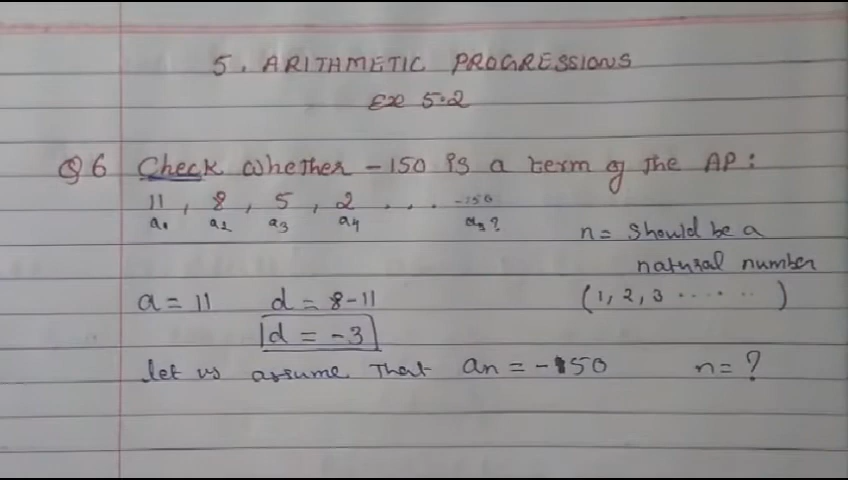 5. ARITHMETIC PROGRESSIONS
Ex 5.2
Q6 Check whether -150 is a term of the AP:
11, 8, 5, 2 . . . -150
a₁ a₂ a₃ a₄ ?
n = should be a
natural number
a = 11 d = 8-11 (1, 2, 3 ......)
d = -3
let us assume that an = -150 n = ?